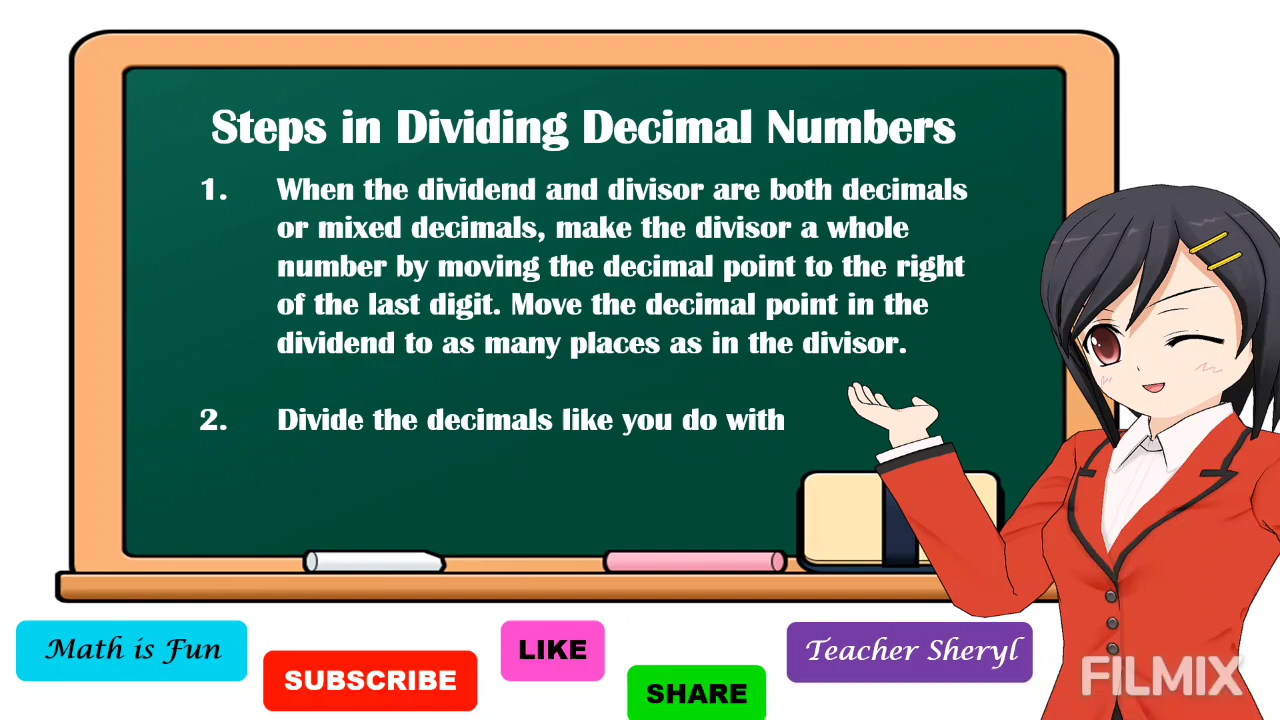 Steps in Dividing Decimal Numbers
1. When the dividend and divisor are both decimals
or mixed decimals, make the divisor a whole
number by moving the decimal point to the right
of the last digit. Move the decimal point in the
dividend to as many places as in the divisor.
2. Divide the decimals like you do with
Math is Fun
SUBSCRIBE
LIKE
SHARE
Teacher Sheryl
FILMIX